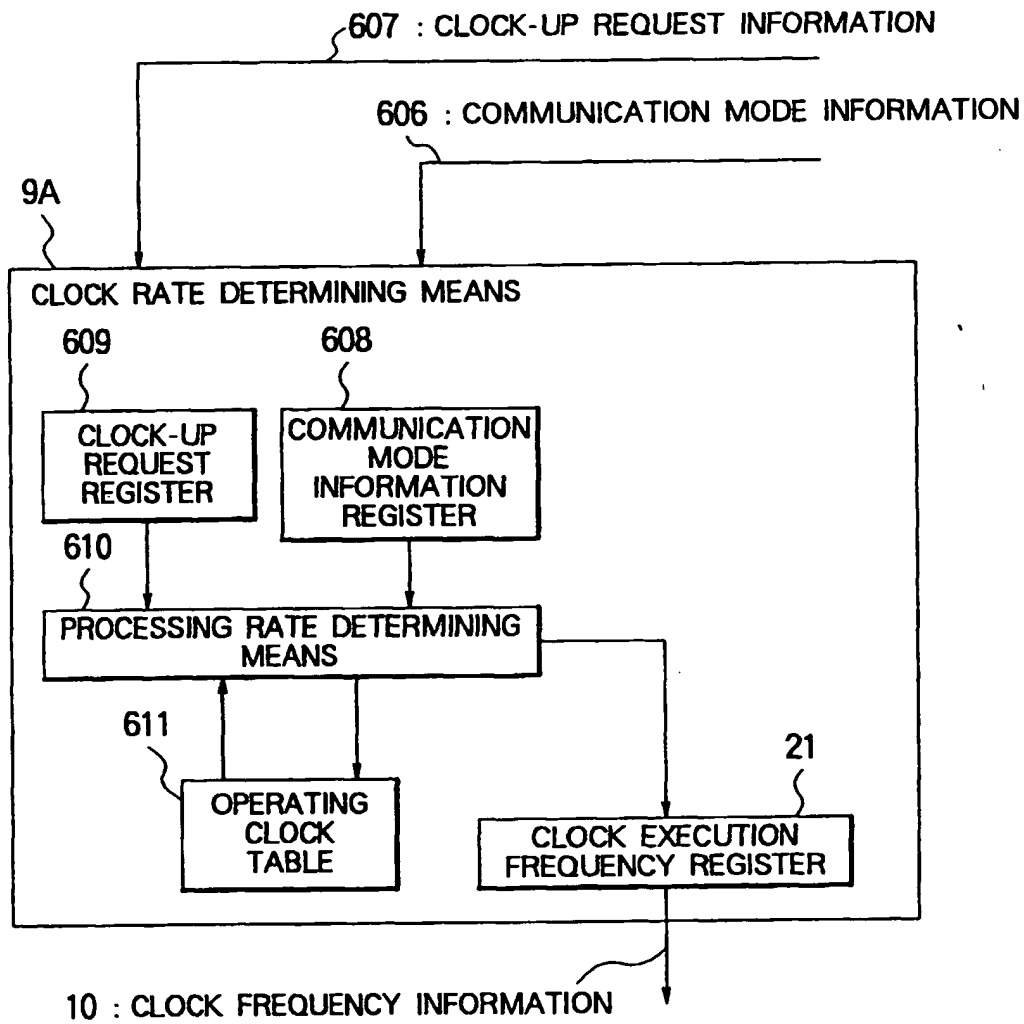 607 : CLOCK-UP REQUEST INFORMATION
606 : COMMUNICATION MODE INFORMATION
9A
CLOCK RATE DETERMINING MEANS
609
608
CLOCK-UP
REQUEST
REGISTER
COMMUNICATION
MODE
INFORMATION
REGISTER
610
PROCESSING RATE DETERMINING
MEANS
611
21
OPERATING
CLOCK
TABLE
CLOCK EXECUTION
FREQUENCY REGISTER
10 : CLOCK FREQUENCY INFORMATION